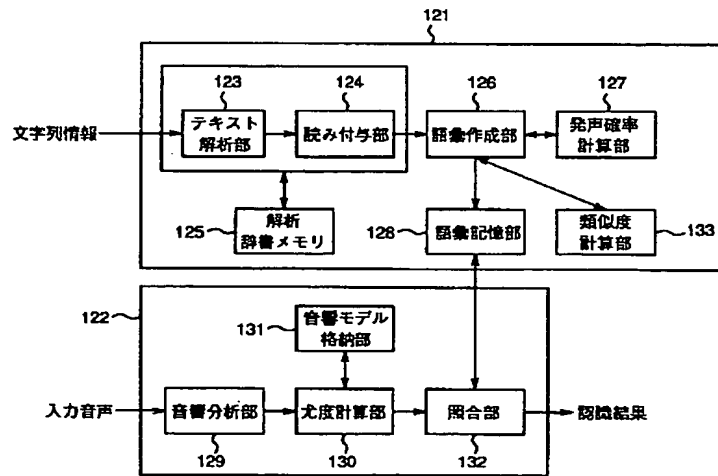 121
123
124
126
127
文字列情報
テキスト
解析部
読み付与部
語彙作成部
発声確率
計算部
125
解析
辞書メモリ
128
語彙記憶部
類似度
計算部
133
122
131
音響モデル
格納部
入力音声
音響分析部
尤度計算部
照合部
認識結果
129
130
132